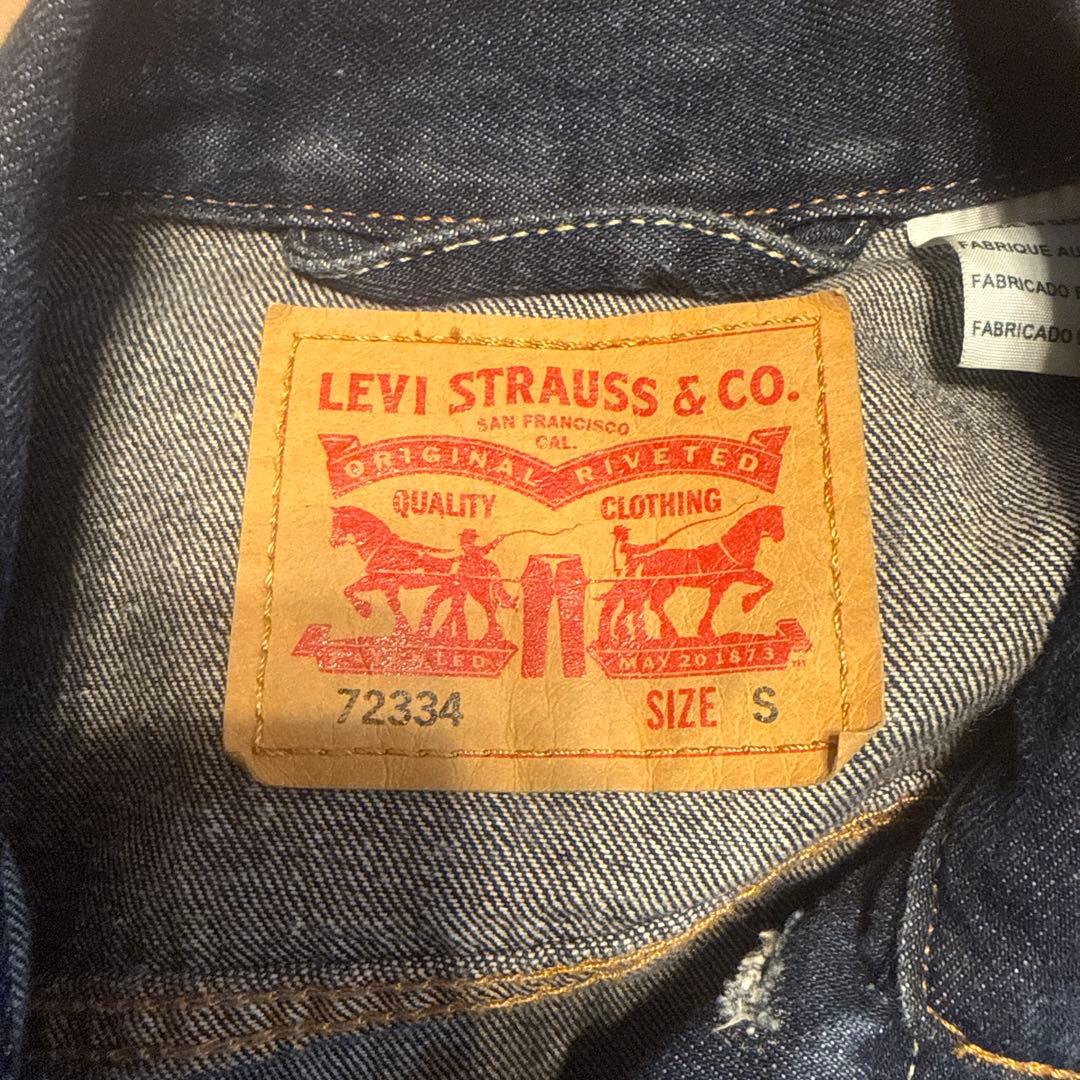 LEVI STRAUSS & CO.
SAN FRANCISCO
CAL.
ORIGINAL RIVETED
QUALITY CLOTHING
MAY 20 1873 ™
72334 SIZE S
FABRIQUE AU
FABRICADO
FABRICADO